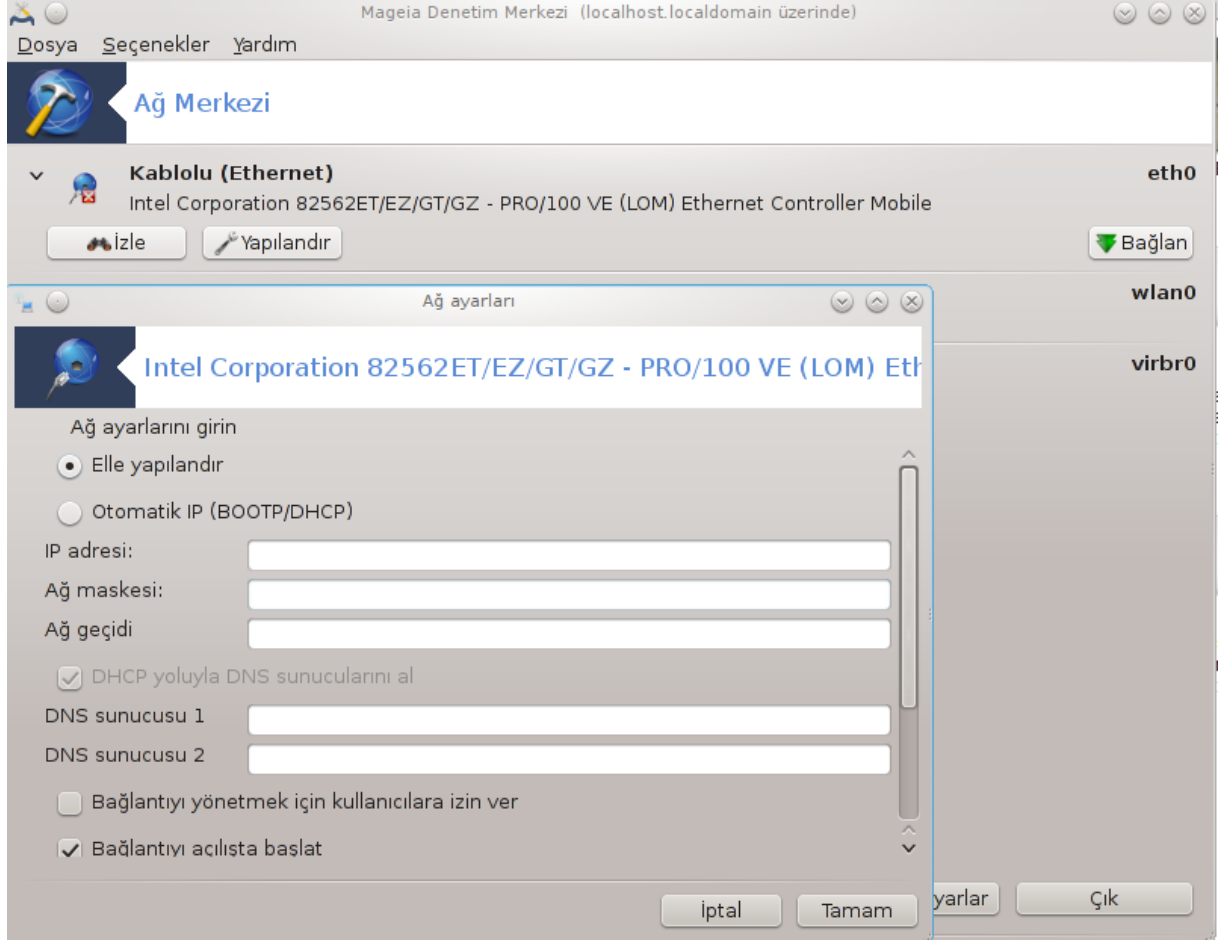 Mageia Denetim Merkezi (localhost.localdomain üzerinde)
Dosya Seçenekler Yardım
Ağ Merkezi
Kablolu (Ethernet) eth0
Intel Corporation 82562ET/EZ/GT/GZ - PRO/100 VE (LOM) Ethernet Controller Mobile
İzle Yapılandır Bağlan
wlan0
virbr0
Ağ ayarları
Intel Corporation 82562ET/EZ/GT/GZ - PRO/100 VE (LOM) Eth
Ağ ayarlarını girin
Elle yapılandır
Otomatik IP (BOOTP/DHCP)
IP adresi:
Ağ maskesi:
Ağ geçidi
DHCP yoluyla DNS sunucularını al
DNS sunucusu 1
DNS sunucusu 2
Bağlantıyı yönetmek için kullanıcılara izin ver
Bağlantıyı açılışta başlat
İptal Tamam
yarlar Çık